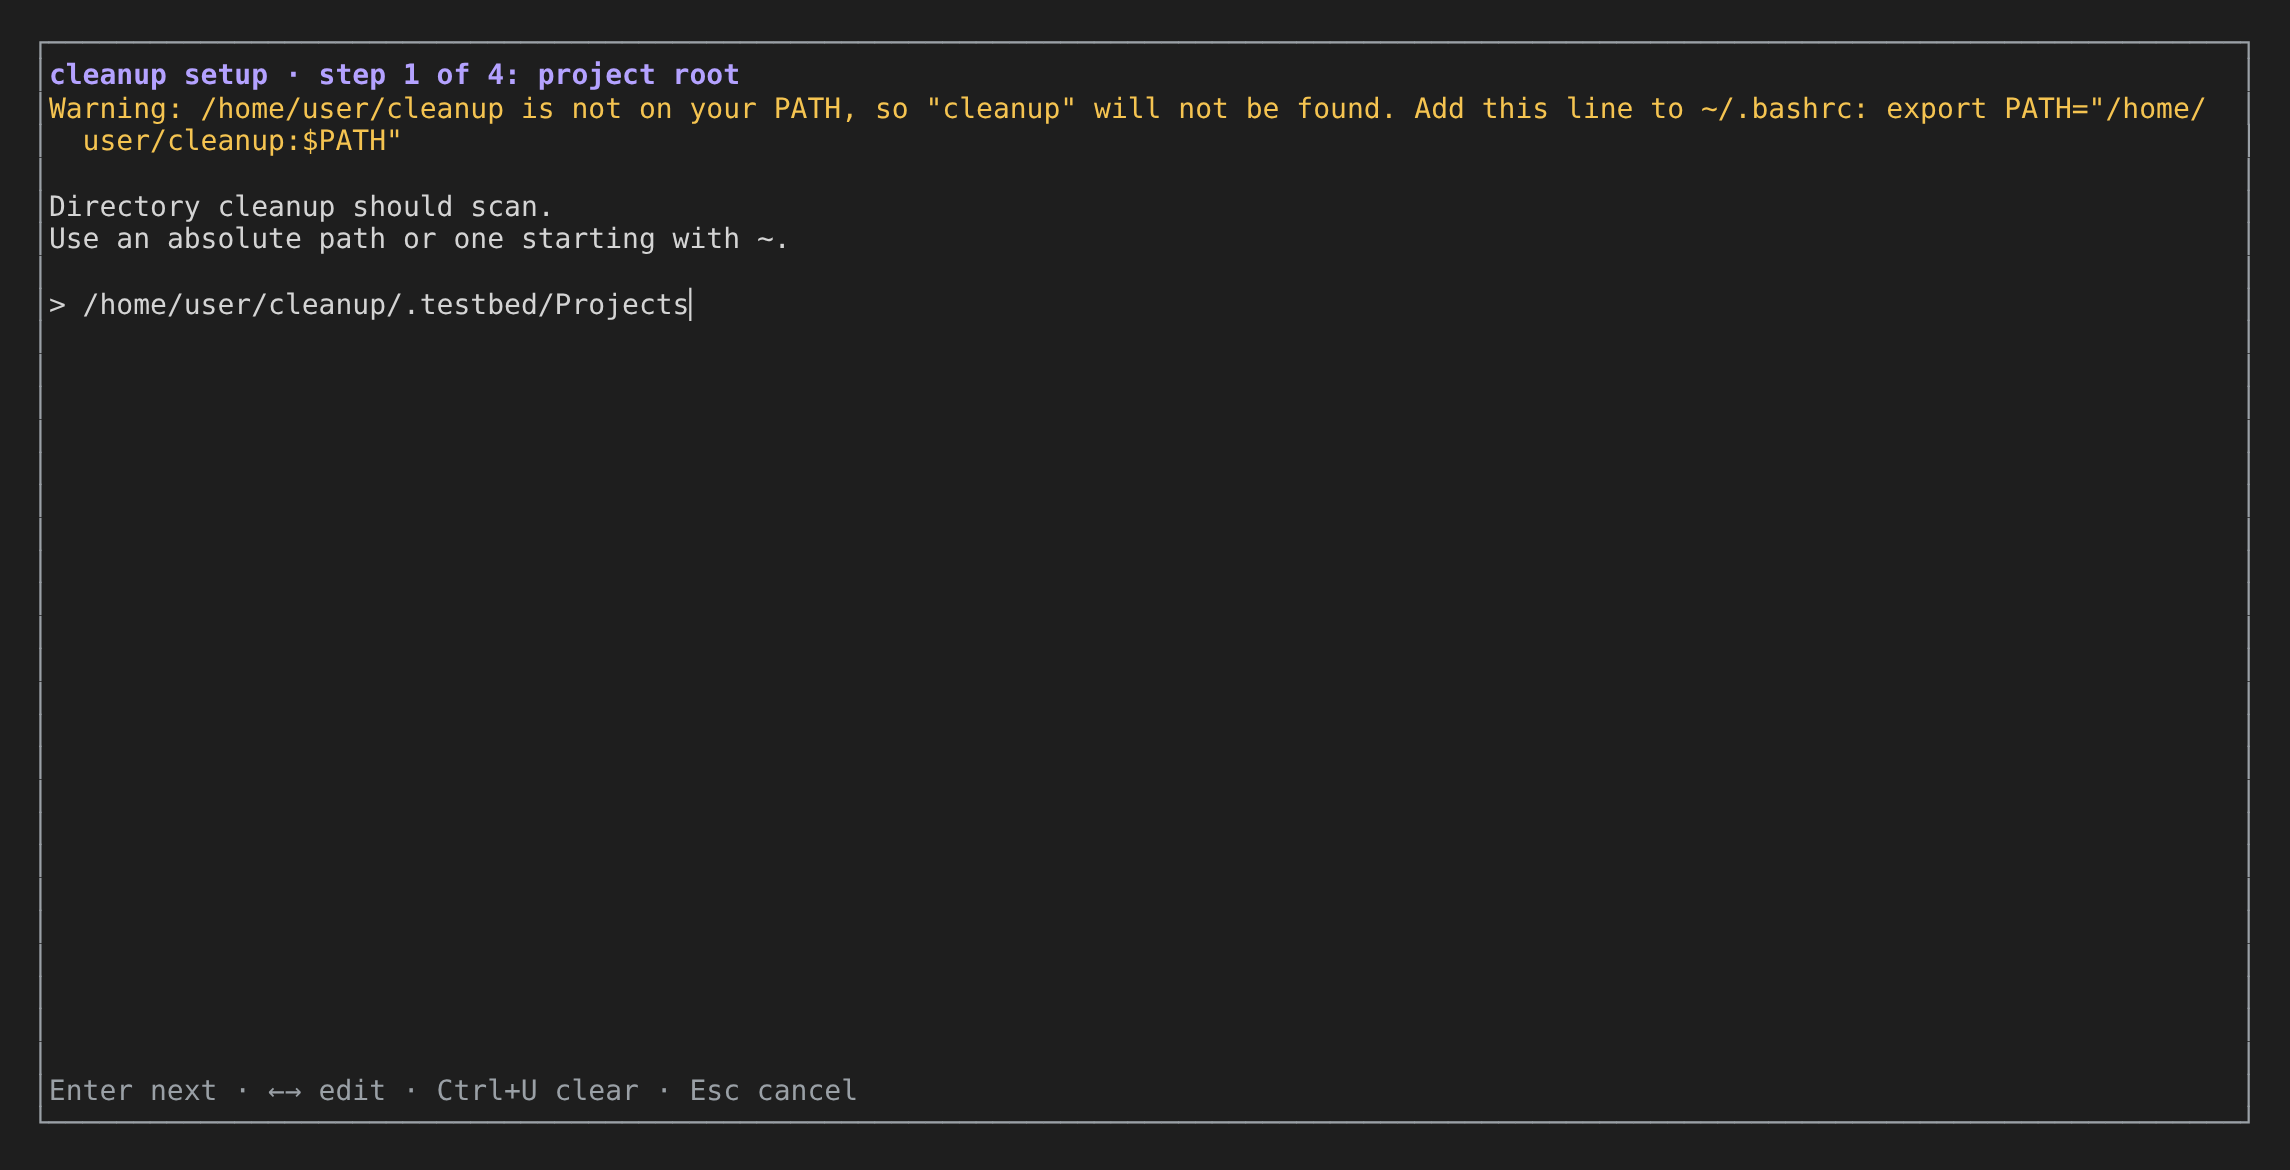 cleanup setup · step 1 of 4: project root
Warning: /home/user/cleanup is not on your PATH, so "cleanup" will not be found. Add this line to ~/.bashrc: export PATH="/home/
user/cleanup:$PATH"
Directory cleanup should scan.
Use an absolute path or one starting with ~.
> /home/user/cleanup/.testbed/Projects
Enter next · ←→ edit · Ctrl+U clear · Esc cancel